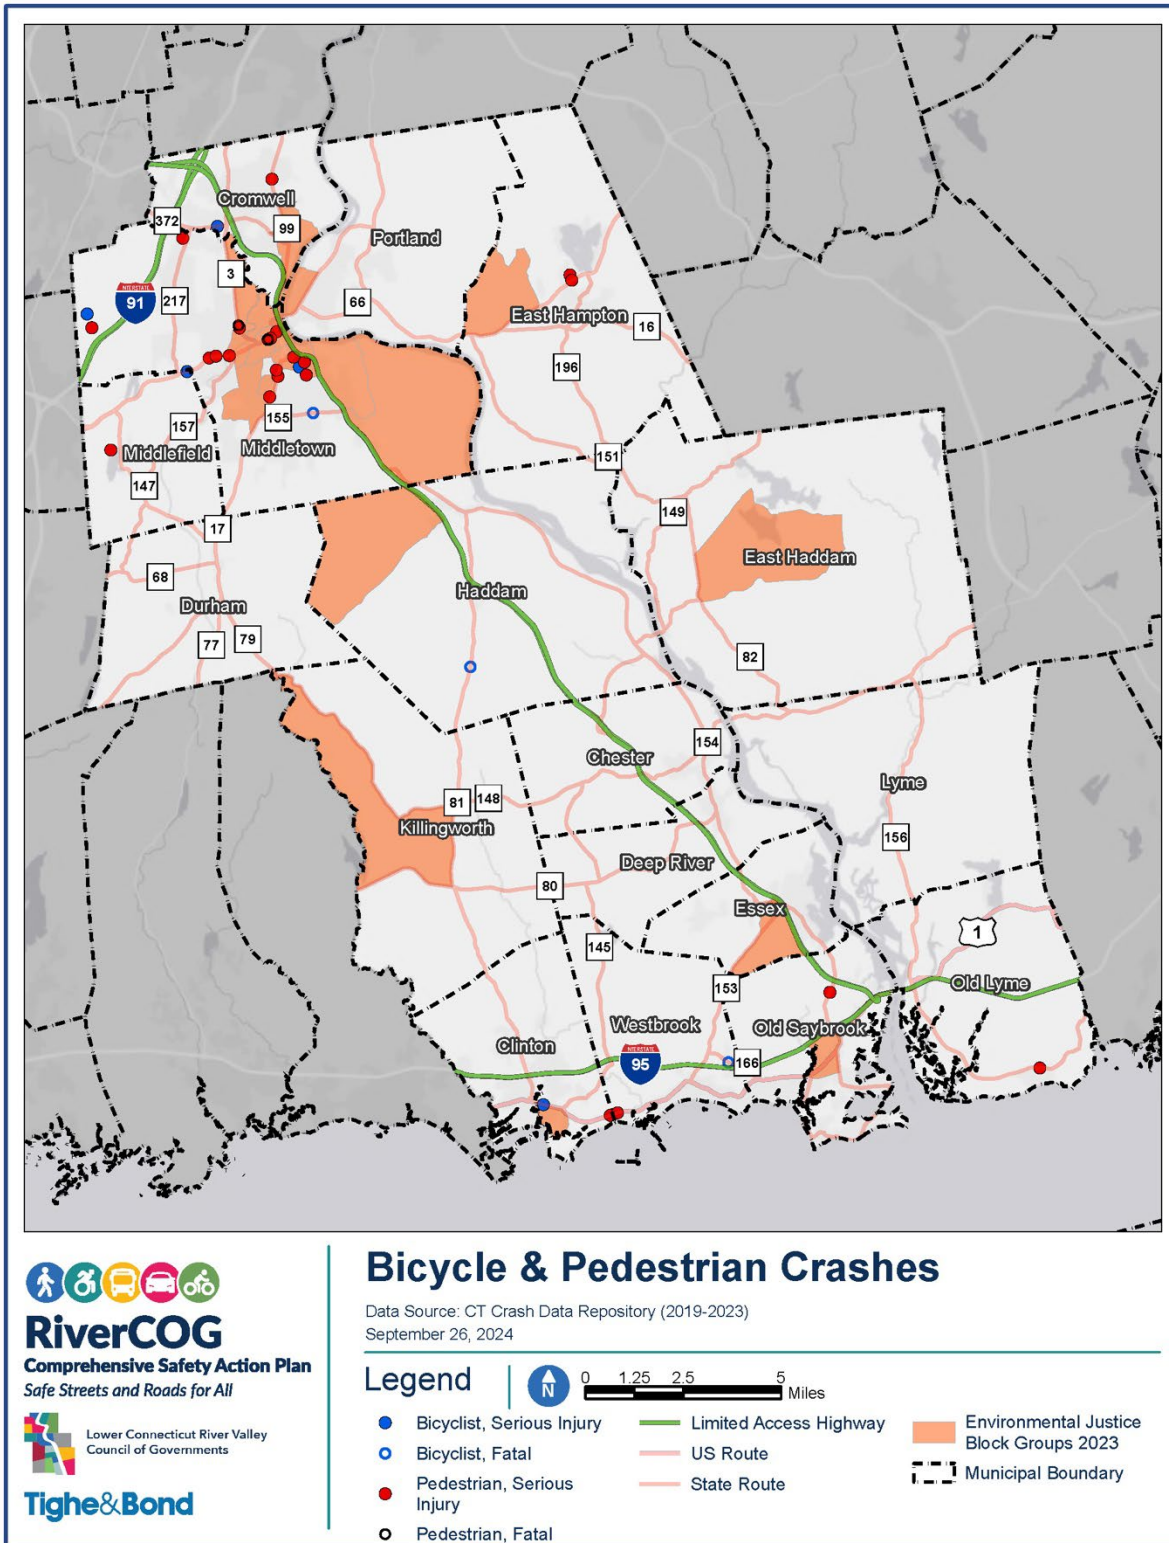 Cromwell
372
99
Portland
3
INTERSTATE
91
217
66
East Hampton
16
196
155
157
Middlefield
Middletown
151
147
149
17
East Haddam
68
Haddam
Durham
79
77
82
154
Chester
Lyme
81
148
Killingworth
156
Deep River
80
Essex
1
145
153
Old Lyme
Westbrook
Old Saybrook
Clinton
INTERSTATE
95
166
RiverCOG
Comprehensive Safety Action Plan
Safe Streets and Roads for All
Lower Connecticut River Valley
Council of Governments
Tighe&Bond
Bicycle & Pedestrian Crashes
Data Source: CT Crash Data Repository (2019-2023)
September 26, 2024
Legend
N
0 1.25 2.5 5
Miles
Bicyclist, Serious Injury
Bicyclist, Fatal
Pedestrian, Serious
Injury
Pedestrian, Fatal
Limited Access Highway
US Route
State Route
Environmental Justice
Block Groups 2023
Municipal Boundary